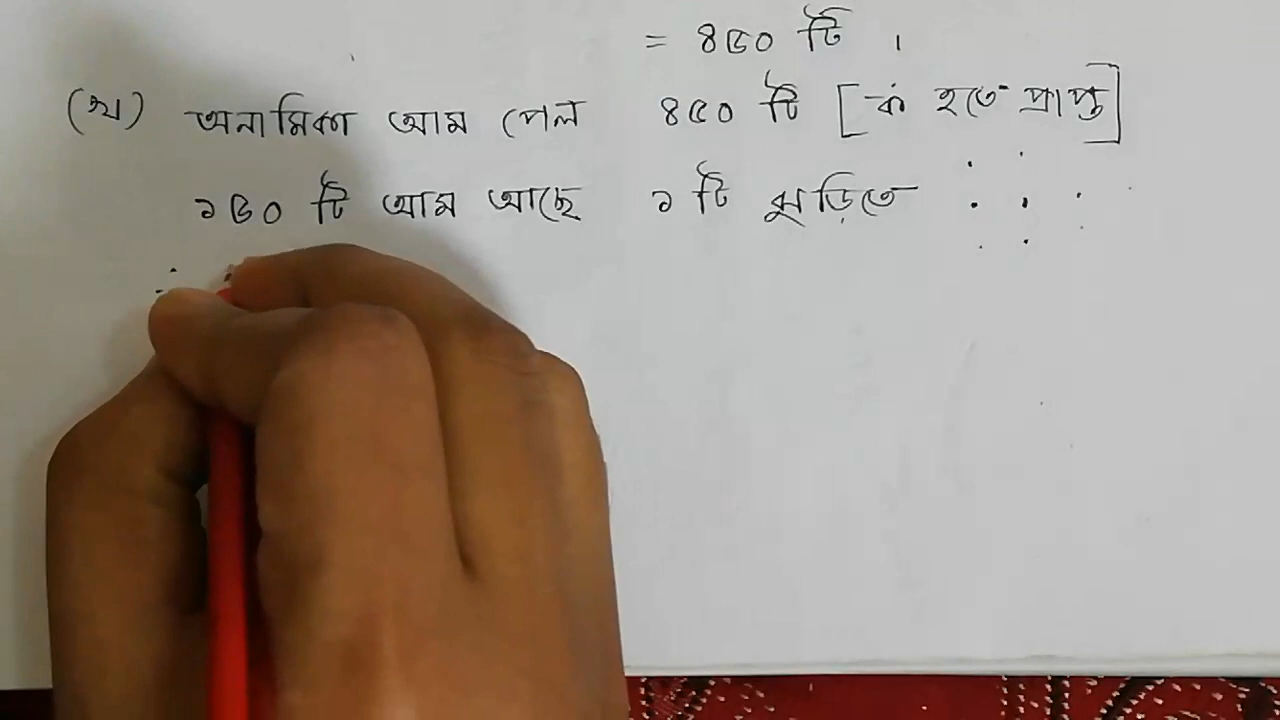 = ৪৫০ টি ।
(খ) অনামিকা আম পেল ৪৫০ টি [ক হতে প্রাপ্ত]
১৫০ টি আম আছে ১ টি ঝুড়িতে
∴